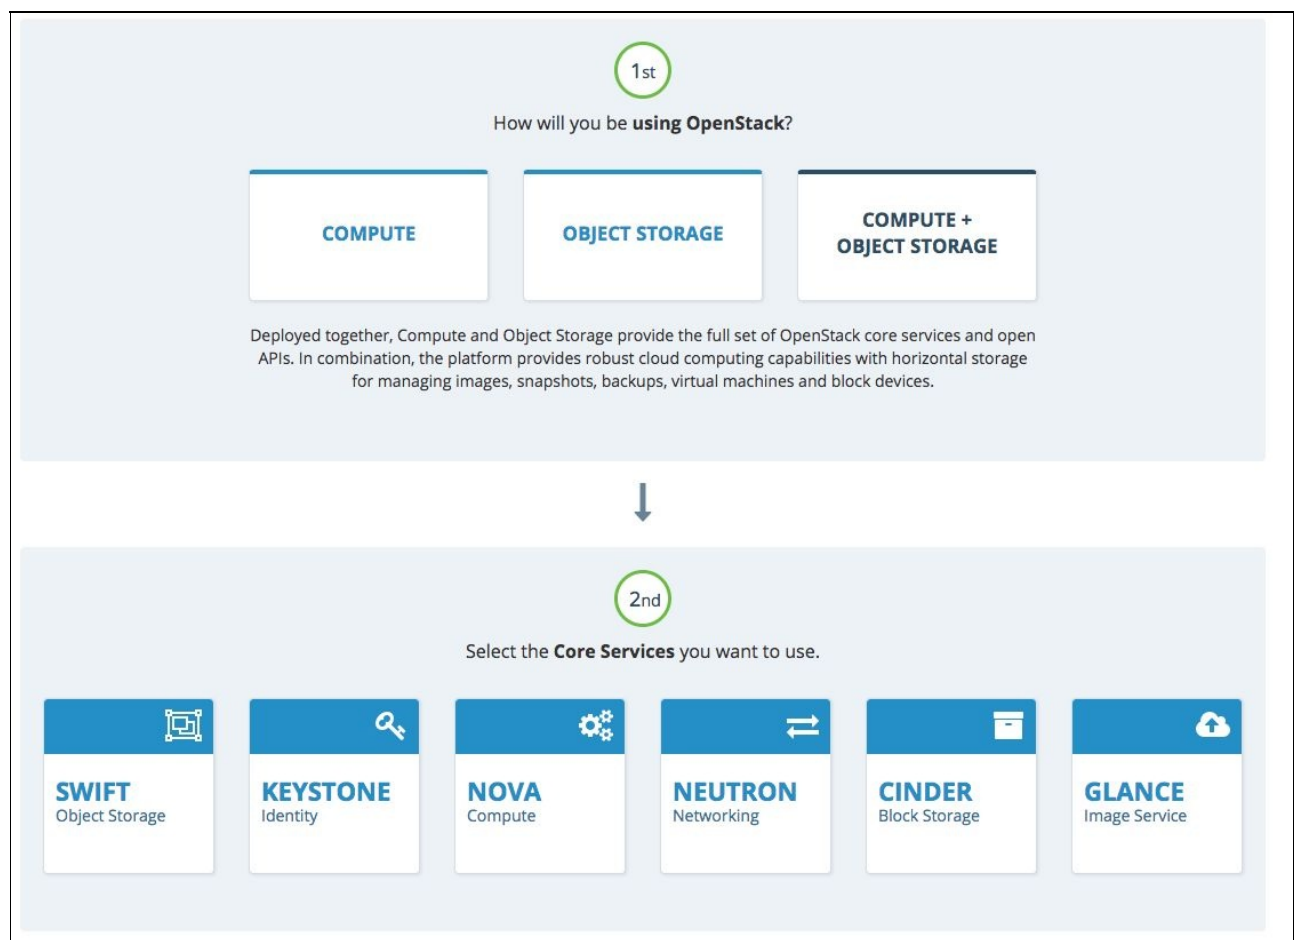 1st
How will you be using OpenStack?
COMPUTE
OBJECT STORAGE
COMPUTE +
OBJECT STORAGE
Deployed together, Compute and Object Storage provide the full set of OpenStack core services and open
APIs. In combination, the platform provides robust cloud computing capabilities with horizontal storage
for managing images, snapshots, backups, virtual machines and block devices.
2nd
Select the Core Services you want to use.
SWIFT
Object Storage
KEYSTONE
Identity
NOVA
Compute
NEUTRON
Networking
CINDER
Block Storage
GLANCE
Image Service